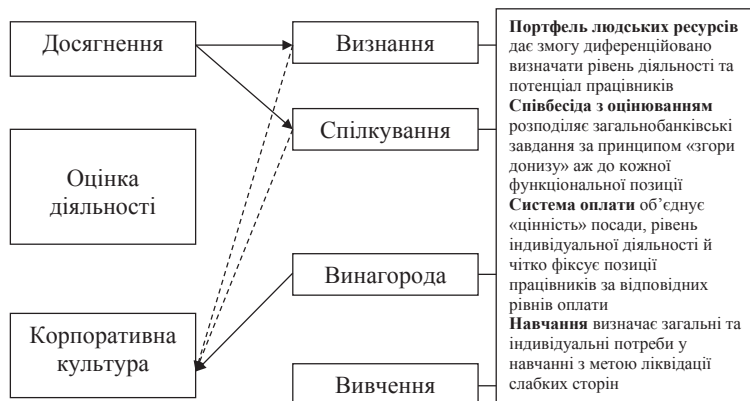 Досягнення
Оцінка
діяльності
Корпоративна
культура
Визнання
Спілкування
Винагорода
Вивчення
Портфель людських ресурсів
дає змогу диференційовано
визначати рівень діяльності та
потенціал працівників
Співбесіда з оцінюванням
розподіляє загальнобанківські
завдання за принципом «згори
донизу» аж до кожної
функціональної позиції
Система оплати об’єднує
«цінність» посади, рівень
індивідуальної діяльності й
чітко фіксує позиції
працівників за відповідних
рівнів оплати
Навчання визначає загальні та
індивідуальні потреби у
навчанні з метою ліквідації
слабких сторін